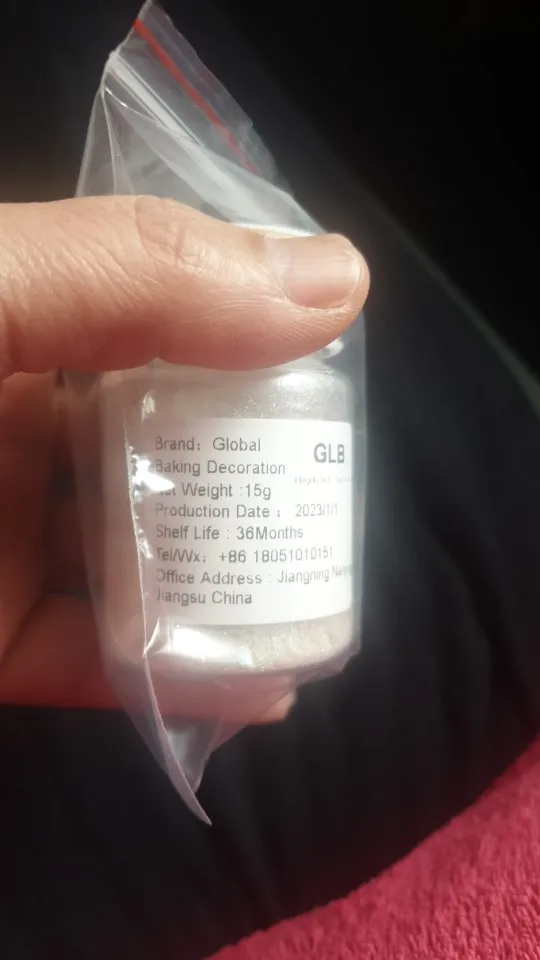 GLB
Brand: Global
Baking Decoration
Weight :15g
Production Date : 2023/1/1
Shelf Life : 36Months
Tel/Wx: +86 18051010151
Office Address : Jiangning
Jiangsu China